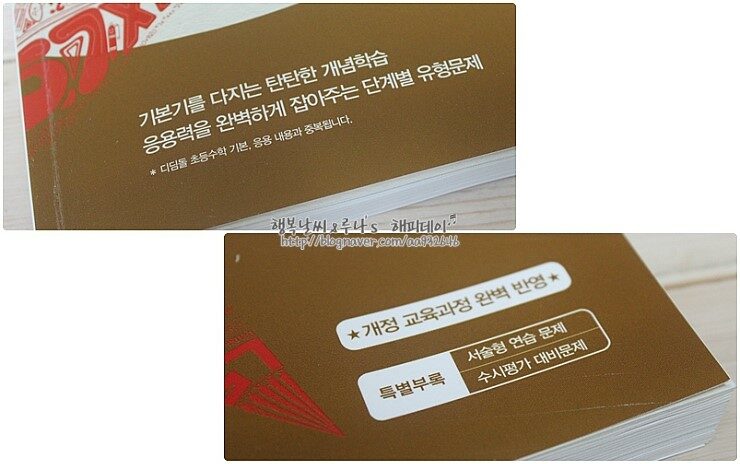 기본기를 다지는 탄탄한 개념학습
응용력을 완벽하게 잡아주는 단계별 유형문제
* 디딤돌 초등수학 기본, 응용 내용과 중복됩니다.
행복날씨&루나's 해피데이
http://blog.naver.com/aa942646
★개정 교육과정 완벽 반영★
특별부록
서술형 연습 문제
수시평가 대비문제